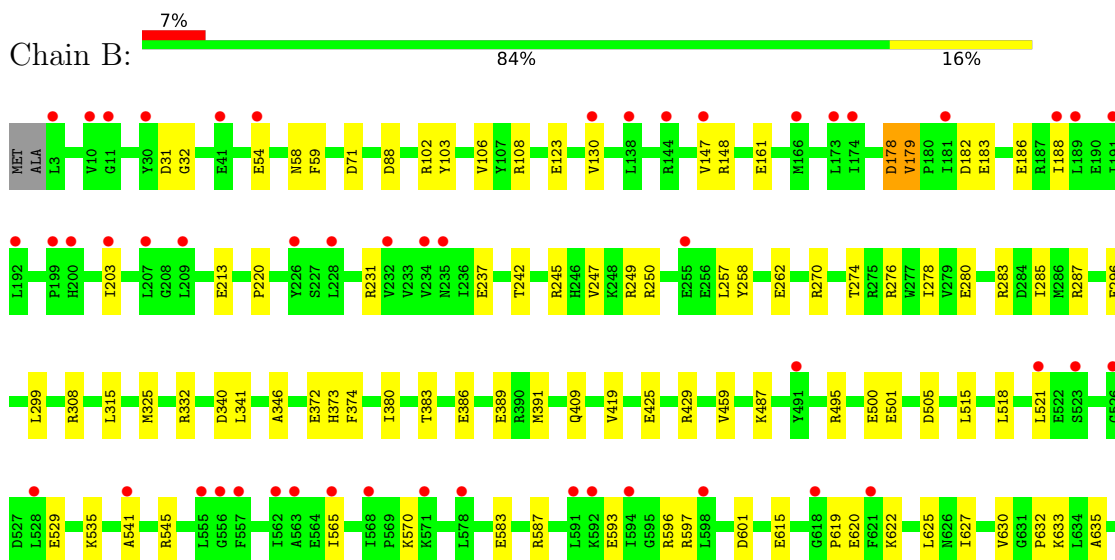 7%
Chain B:
84% 16%
MET ALA L3 V10 G11 Y30 D31 G32 E41 E54 N58 F59 D71 D88 R102 Y103 V106 Y107 R108 E123 V130 L138 R144 V147 R148 E161 M166 L173 I174 D178 V179 P180 I181 D182 E183 E186 R187 I188 L189 E190 I191
L192 P199 H200 I203 L207 G208 L209 E213 P220 Y226 S227 L228 R231 V232 V233 V234 N235 I236 E237 T242 R245 H246 V247 K248 R249 R250 E255 E256 L257 Y258 E262 R270 T274 R275 R276 W277 I278 V279 E280 R283 D284 I285 M286 R287 E296
L299 R308 L315 M325 R332 D340 L341 A346 E372 H373 F374 I380 T383 E386 E389 R390 M391 Q409 V419 E425 R429 V459 K487 Y491 R495 E500 E501 D505 L515 L518 L521 E522 S523 G526
D527 L528 E529 K535 A541 R545 L555 G556 F557 I562 A563 E564 I565 I568 P569 K570 K571 L578 E583 R587 L591 K592 E593 I594 G595 R596 R597 L598 D601 E615 G618 P619 E620 F621 K622 L625 N626 I627 V630 G631 P632 K633 L634 A635